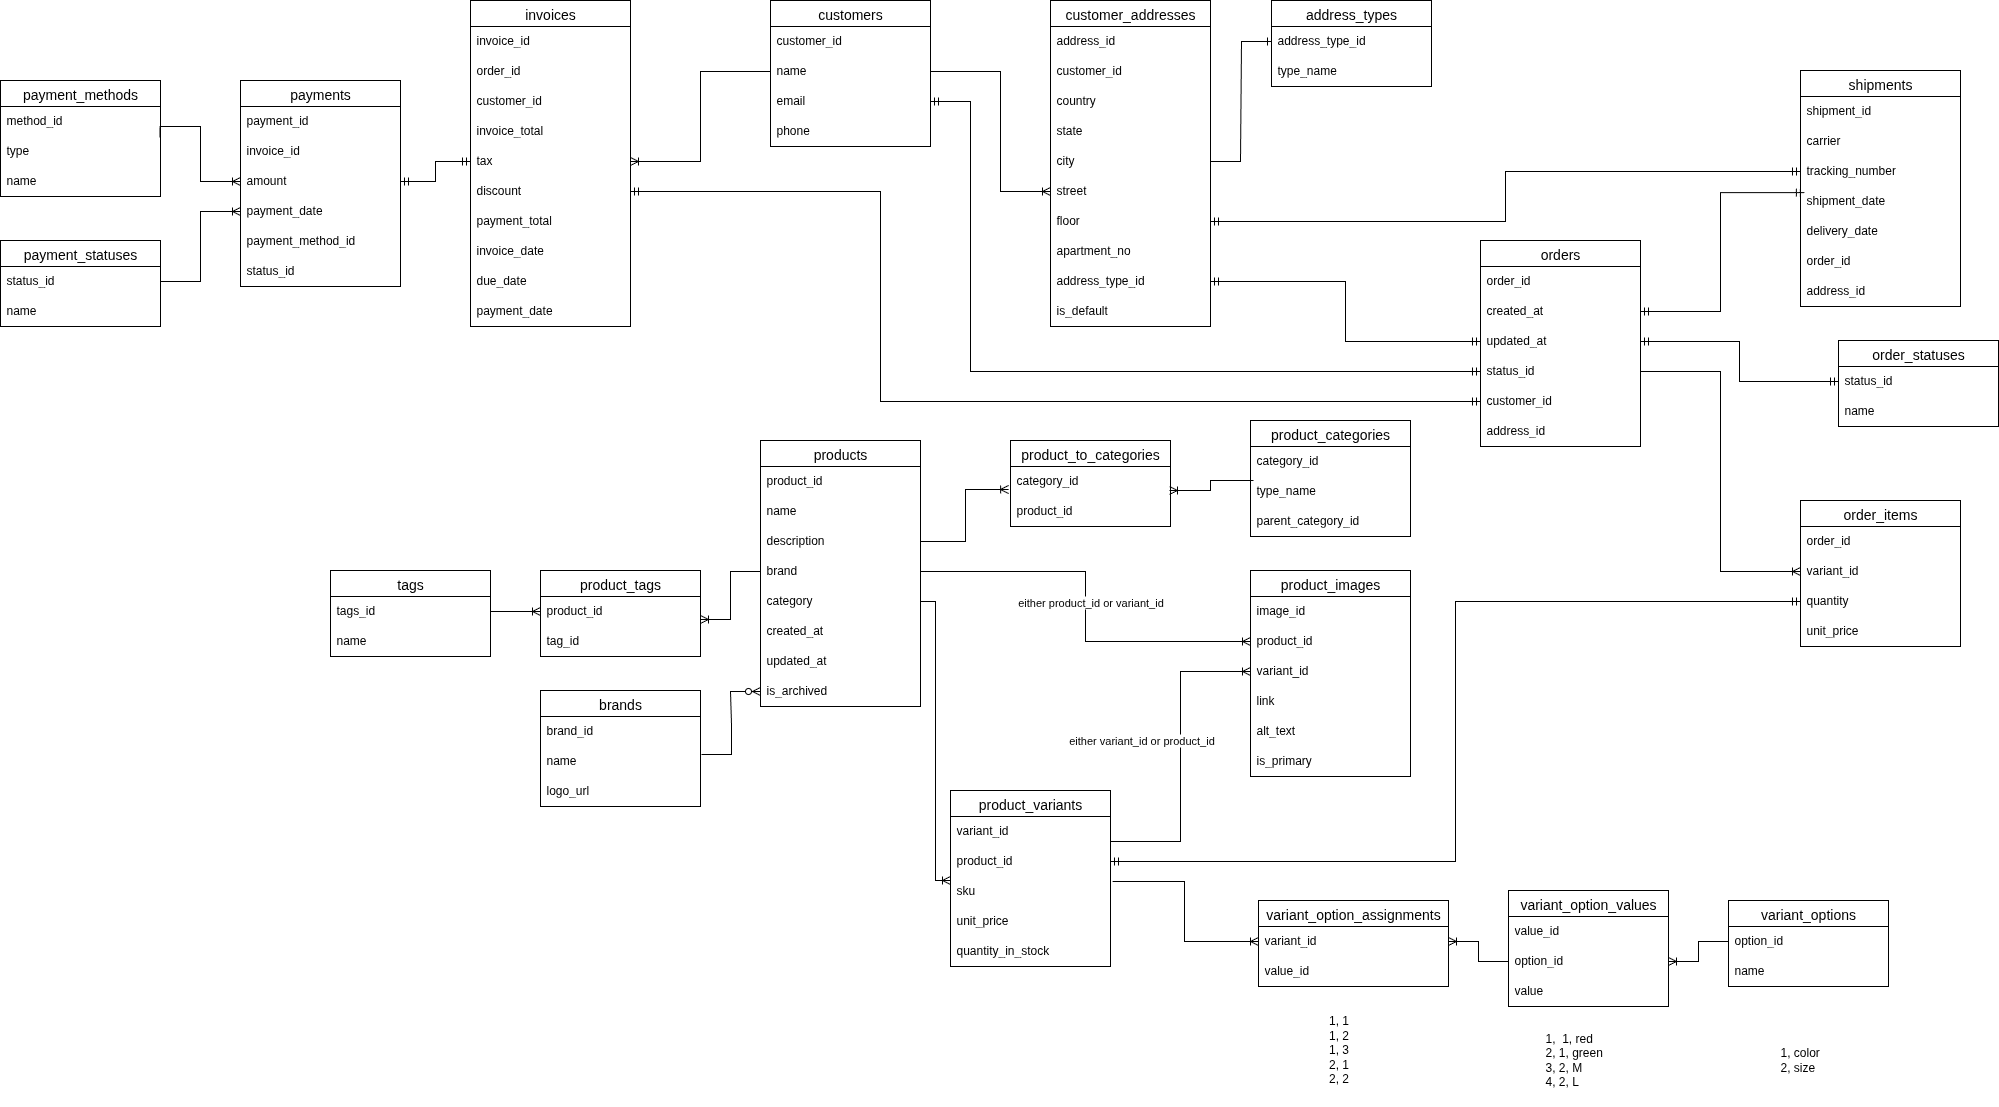 payment_methods
method_id
type
name
payment_statuses
status_id
name
payments
payment_id
invoice_id
amount
payment_date
payment_method_id
status_id
invoices
invoice_id
order_id
customer_id
invoice_total
tax
discount
payment_total
invoice_date
due_date
payment_date
customers
customer_id
name
email
phone
customer_addresses
address_id
customer_id
country
state
city
street
floor
apartment_no
address_type_id
is_default
address_types
address_type_id
type_name
shipments
shipment_id
carrier
tracking_number
shipment_date
delivery_date
order_id
address_id
orders
order_id
created_at
updated_at
status_id
customer_id
address_id
order_statuses
status_id
name
order_items
order_id
variant_id
quantity
unit_price
products
product_id
name
description
brand
category
created_at
updated_at
is_archived
product_to_categories
category_id
product_id
product_categories
category_id
type_name
parent_category_id
tags
tags_id
name
product_tags
product_id
tag_id
brands
brand_id
name
logo_url
either product_id or variant_id
product_images
image_id
product_id
variant_id
link
alt_text
is_primary
either variant_id or product_id
product_variants
variant_id
product_id
sku
unit_price
quantity_in_stock
variant_option_assignments
variant_id
value_id
1, 1
1, 2
1, 3
2, 1
2, 2
variant_option_values
value_id
option_id
value
1,  1, red
2, 1, green
3, 2, M
4, 2, L
variant_options
option_id
name
1, color
2, size